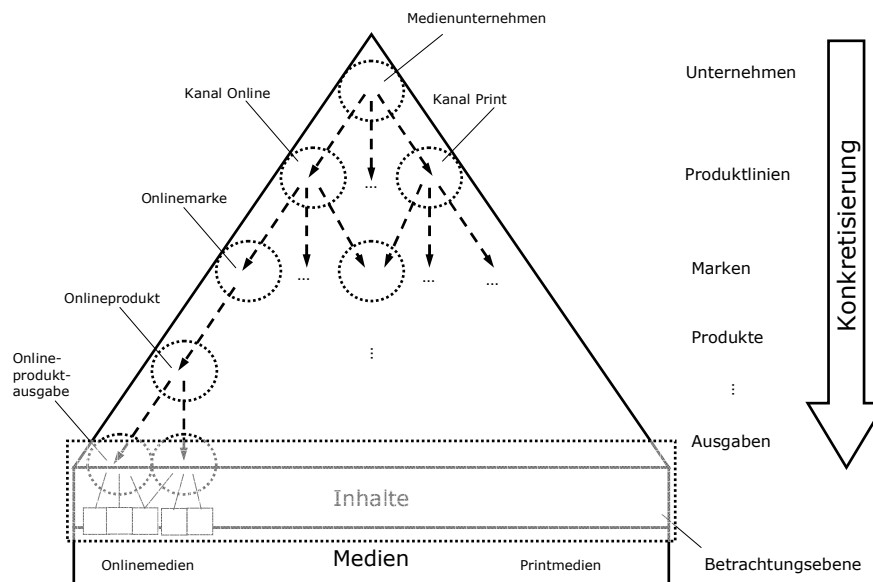 Medienunternehmen
Unternehmen
Kanal Online
Kanal Print
...
Produktlinien
Onlinemarke
...
...
...
Marken
Onlineprodukt
Produkte
...
...
Online-
produkt-
ausgabe
Ausgaben
Konkretisierung
Inhalte
Onlinemedien
Medien
Printmedien
Betrachtungsebene